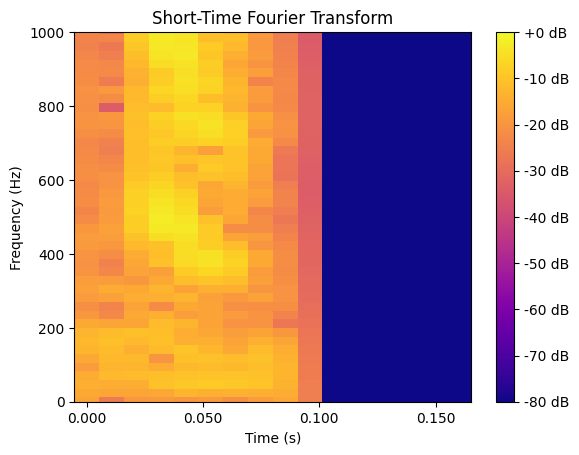 Short-Time Fourier Transform
Frequency (Hz)
1000
800
600
400
200
0
0.000
0.050
0.100
0.150
Time (s)
+0 dB
-10 dB
-20 dB
-30 dB
-40 dB
-50 dB
-60 dB
-70 dB
-80 dB